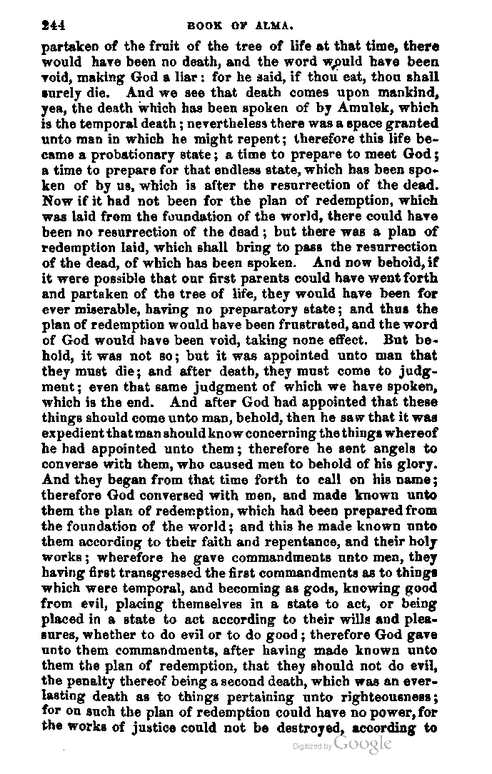 244 BOOK OF ALMA.
partaken of the fruit of the tree of life at that time, there
would have been no death, and the word would have been
void, making God a liar: for he said, if thou eat, thou shall
surely die. And we see that death comes upon mankind,
yea, the death which has been spoken of by Amulek, which
is the temporal death; nevertheless there was a space granted
unto man in which he might repent; therefore this life be-
came a probationary state; a time to prepare to meet God;
a time to prepare for that endless state, which has been spo-
ken of by us, which is after the resurrection of the dead.
Now if it had not been for the plan of redemption, which
was laid from the foundation of the world, there could have
been no resurrection of the dead; but there was a plan of
redemption laid, which shall bring to pass the resurrection
of the dead, of which has been spoken. And now behold, if
it were possible that our first parents could have went forth
and partaken of the tree of life, they would have been for
ever miserable, having no preparatory state; and thus the
plan of redemption would have been frustrated, and the word
of God would have been void, taking none effect. But be-
hold, it was not so; but it was appointed unto man that
they must die; and after death, they must come to judg-
ment; even that same judgment of which we have spoken,
which is the end. And after God had appointed that these
things should come unto man, behold, then he saw that it was
expedient that man should know concerning the things whereof
he had appointed unto them; therefore he sent angels to
converse with them, who caused men to behold of his glory.
And they began from that time forth to call on his name;
therefore God conversed with men, and made known unto
them the plan of redemption, which had been prepared from
the foundation of the world; and this he made known unto
them according to their faith and repentance, and their holy
works; wherefore he gave commandments unto men, they
having first transgressed the first commandments as to things
which were temporal, and becoming as gods, knowing good
from evil, placing themselves in a state to act, or being
placed in a state to act according to their wills and plea-
sures, whether to do evil or to do good; therefore God gave
unto them commandments, after having made known unto
them the plan of redemption, that they should not do evil,
the penalty thereof being a second death, which was an ever-
lasting death as to things pertaining unto righteousness;
for on such the plan of redemption could have no power, for
the works of justice could not be destroyed, according to
Digitized by Google